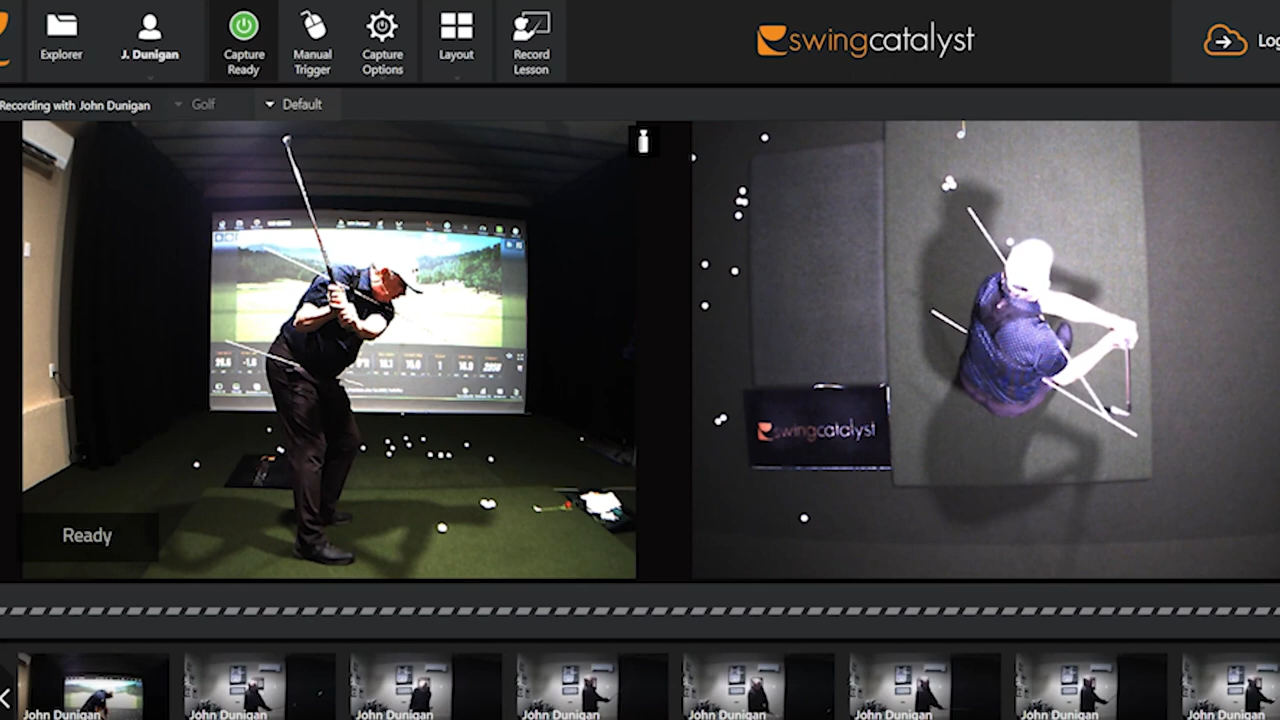 Explorer
J. Dunigan
Capture
Ready
Manual
Trigger
Capture
Options
Layout
Record
Lesson
swingcatalyst
Recording with John Dunigan
Golf
Default
Ready
swingcatalyst
John Dunigan
John Dunigan
John Dunigan
John Dunigan
John Dunigan
John Dunigan
John Dunigan
John Dunigan